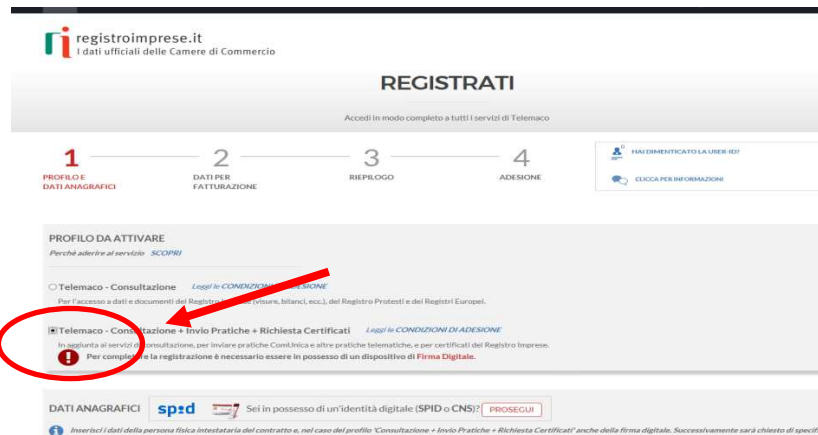 registroimprese.it
I dati ufficiali delle Camere di Commercio
REGISTRATI
Accedi in modo completo a tutti i servizi di Telemaco
1
PROFILO E
DATI ANAGRAFICI
2
DATI PER
FATTURAZIONE
3
RIEPILOGO
4
ADESIONE
HAI DIMENTICATO LA USER-ID?
CLICCA PER INFORMAZIONI
PROFILO DA ATTIVARE
Perchè aderire al servizio SCOPRI
Telemaco - Consultazione Leggi le CONDIZIONI DI ADESIONE
Per l'accesso a dati e documenti del Registro (visure, bilanci, ecc.), del Registro Protesti e dei Registri Europei.
Telemaco - Consultazione + Invio Pratiche + Richiesta Certificati Leggi le CONDIZIONI DI ADESIONE
In aggiunta ai servizi di consultazione, per inviare pratiche ComUnica e altre pratiche telematiche, e per certificati del Registro Imprese.
Per completare la registrazione è necessario essere in possesso di un dispositivo di Firma Digitale.
DATI ANAGRAFICI sp:d Sei in possesso di un'identità digitale (SPID o CNS)? PROSEGUI
Inserisci i dati della persona fisica intestataria del contratto e, nel caso del profilo 'Consultazione + Invio Pratiche + Richiesta Certificati' anche della firma digitale. Successivamente sarà chiesto di specif